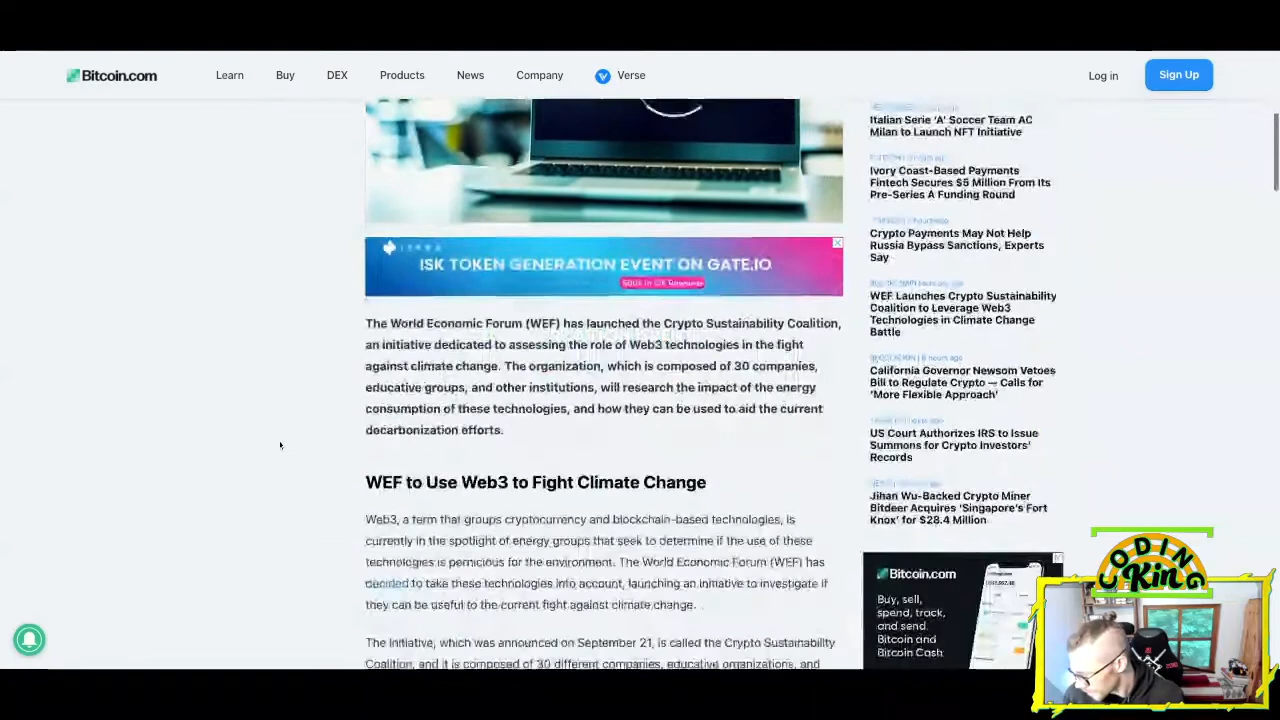 Bitcoin.com
Learn
Buy
DEX
Products
News
Company
Verse
Log in
Sign Up
ISK TOKEN GENERATION EVENT ON GATE.IO
The World Economic Forum (WEF) has launched the Crypto Sustainability Coalition,
an initiative dedicated to assessing the role of Web3 technologies in the fight
against climate change. The organization, which is composed of 30 companies,
educative groups, and other institutions, will research the impact of the energy
consumption of these technologies, and how they can be used to aid the current
decarbonization efforts.
WEF to Use Web3 to Fight Climate Change
Web3, a term that groups cryptocurrency and blockchain-based technologies, is
currently in the spotlight of energy groups that seek to determine if the use of these
technologies is pernicious for the environment. The World Economic Forum (WEF) has
decided to take these technologies into account, launching an initiative to investigate if
they can be useful to the current fight against climate change.
The initiative, which was announced on September 21, is called the Crypto Sustainability
Coalition, and it is composed of 30 different companies, educative organizations, and
Italian Serie 'A' Soccer Team AC
Milan to Launch NFT Initiative
Ivory Coast-Based Payments
Fintech Secures $5 Million From Its
Pre-Series A Funding Round
Crypto Payments May Not Help
Russia Bypass Sanctions, Experts
Say
WEF Launches Crypto Sustainability
Coalition to Leverage Web3
Technologies in Climate Change
Battle
California Governor Newsom Vetoes
Bill to Regulate Crypto — Calls for
'More Flexible Approach'
US Court Authorizes IRS to Issue
Summons for Crypto Investors'
Records
Jihan Wu-Backed Crypto Miner
Bitdeer Acquires 'Singapore's Fort
Knox' for $28.4 Million
Bitcoin.com
Buy, sell,
spend, track,
and send
Bitcoin and
Bitcoin Cash
CODING
King